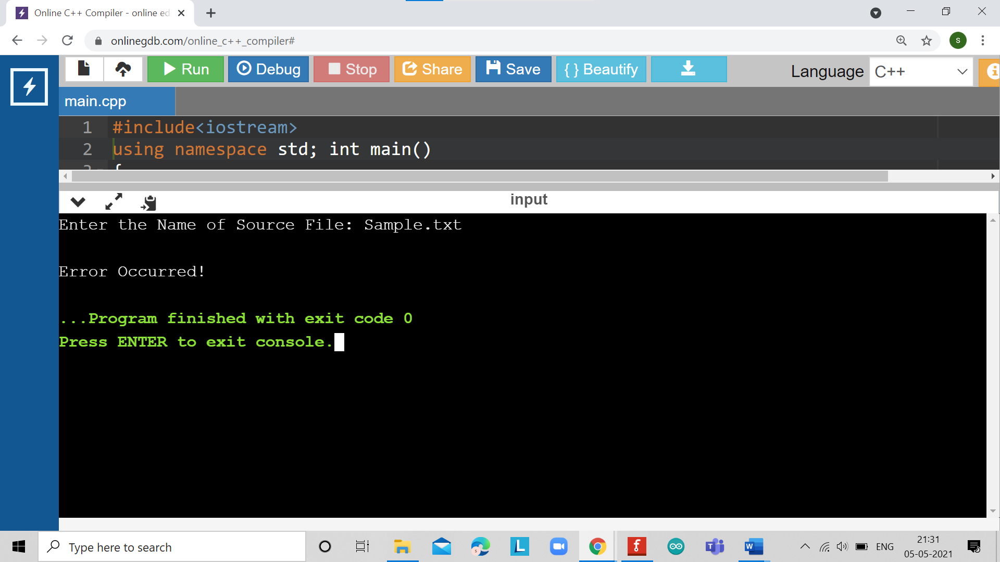 Online C++ Compiler - online ed
onlinegdb.com/online_c++_compiler#
S
Run
Debug
Stop
Share
Save
{ } Beautify
Language
C++
main.cpp
1 #include<iostream>
2 using namespace std; int main()
3 {
input
Enter the Name of Source File: Sample.txt
Error Occurred!
...Program finished with exit code 0
Press ENTER to exit console.
Type here to search
ENG
21:31
05-05-2021